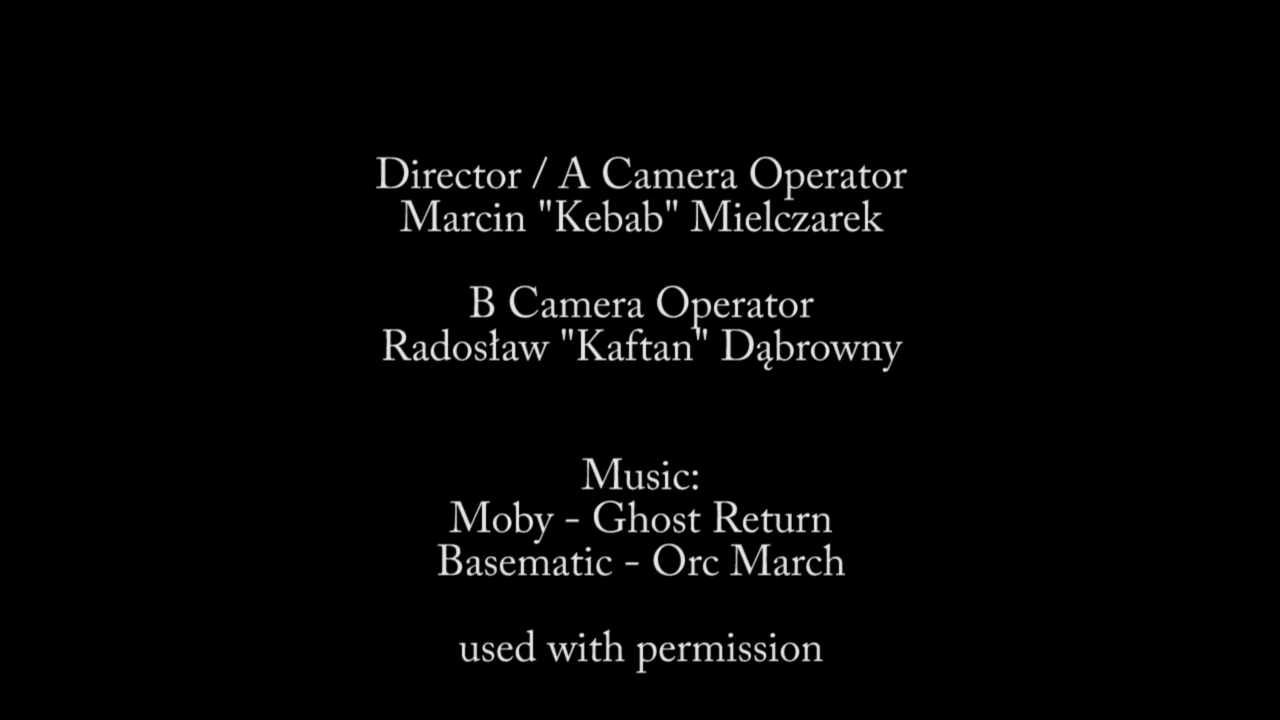 Director / A Camera Operator
Marcin "Kebab" Mielczarek
B Camera Operator
Radosław "Kaftan" Dąbrowny
Music:
Moby - Ghost Return
Basematic - Orc March
used with permission